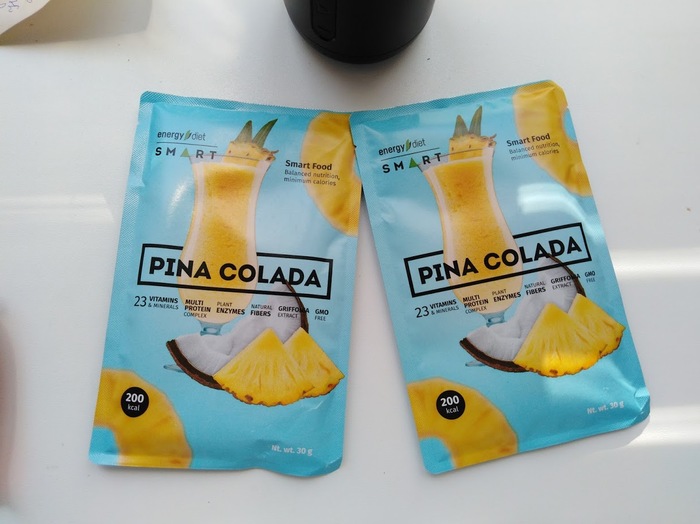 energy diet
SMART
Smart Food
Balanced nutrition,
minimum calories
PINA COLADA
23 VITAMINS & MINERALS MULTI PROTEIN COMPLEX PLANT ENZYMES NATURAL FIBERS GRIFFONIA EXTRACT GMO FREE
200
kcal
Nt. wt. 30 g
energy diet
SMART
Smart Food
Balanced nutrition,
minimum calories
PINA COLADA
23 VITAMINS & MINERALS MULTI PROTEIN COMPLEX PLANT ENZYMES NATURAL FIBERS GRIFFONIA EXTRACT GMO FREE
200
kcal
Nt. wt. 30 g